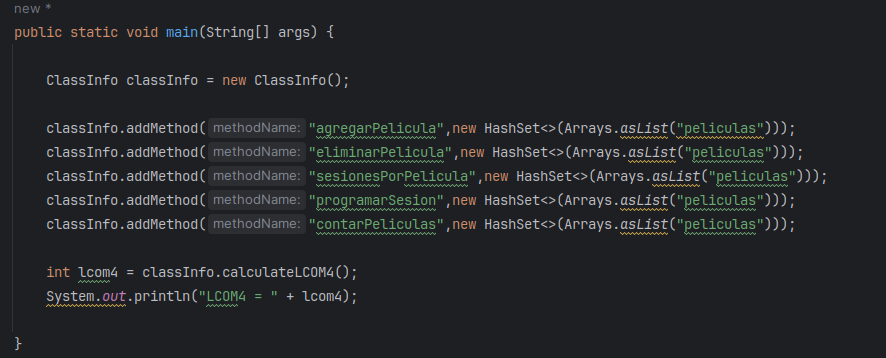 new *
public static void main(String[] args) {
ClassInfo classInfo = new ClassInfo();
classInfo.addMethod( methodName: "agregarPelicula",new HashSet<>(Arrays.asList("peliculas")));
classInfo.addMethod( methodName: "eliminarPelicula",new HashSet<>(Arrays.asList("peliculas")));
classInfo.addMethod( methodName: "sesionesPorPelicula",new HashSet<>(Arrays.asList("peliculas")));
classInfo.addMethod( methodName: "programarSesion",new HashSet<>(Arrays.asList("peliculas")));
classInfo.addMethod( methodName: "contarPeliculas",new HashSet<>(Arrays.asList("peliculas")));
int lcom4 = classInfo.calculateLCOM4();
System.out.println("LCOM4 = " + lcom4);
}